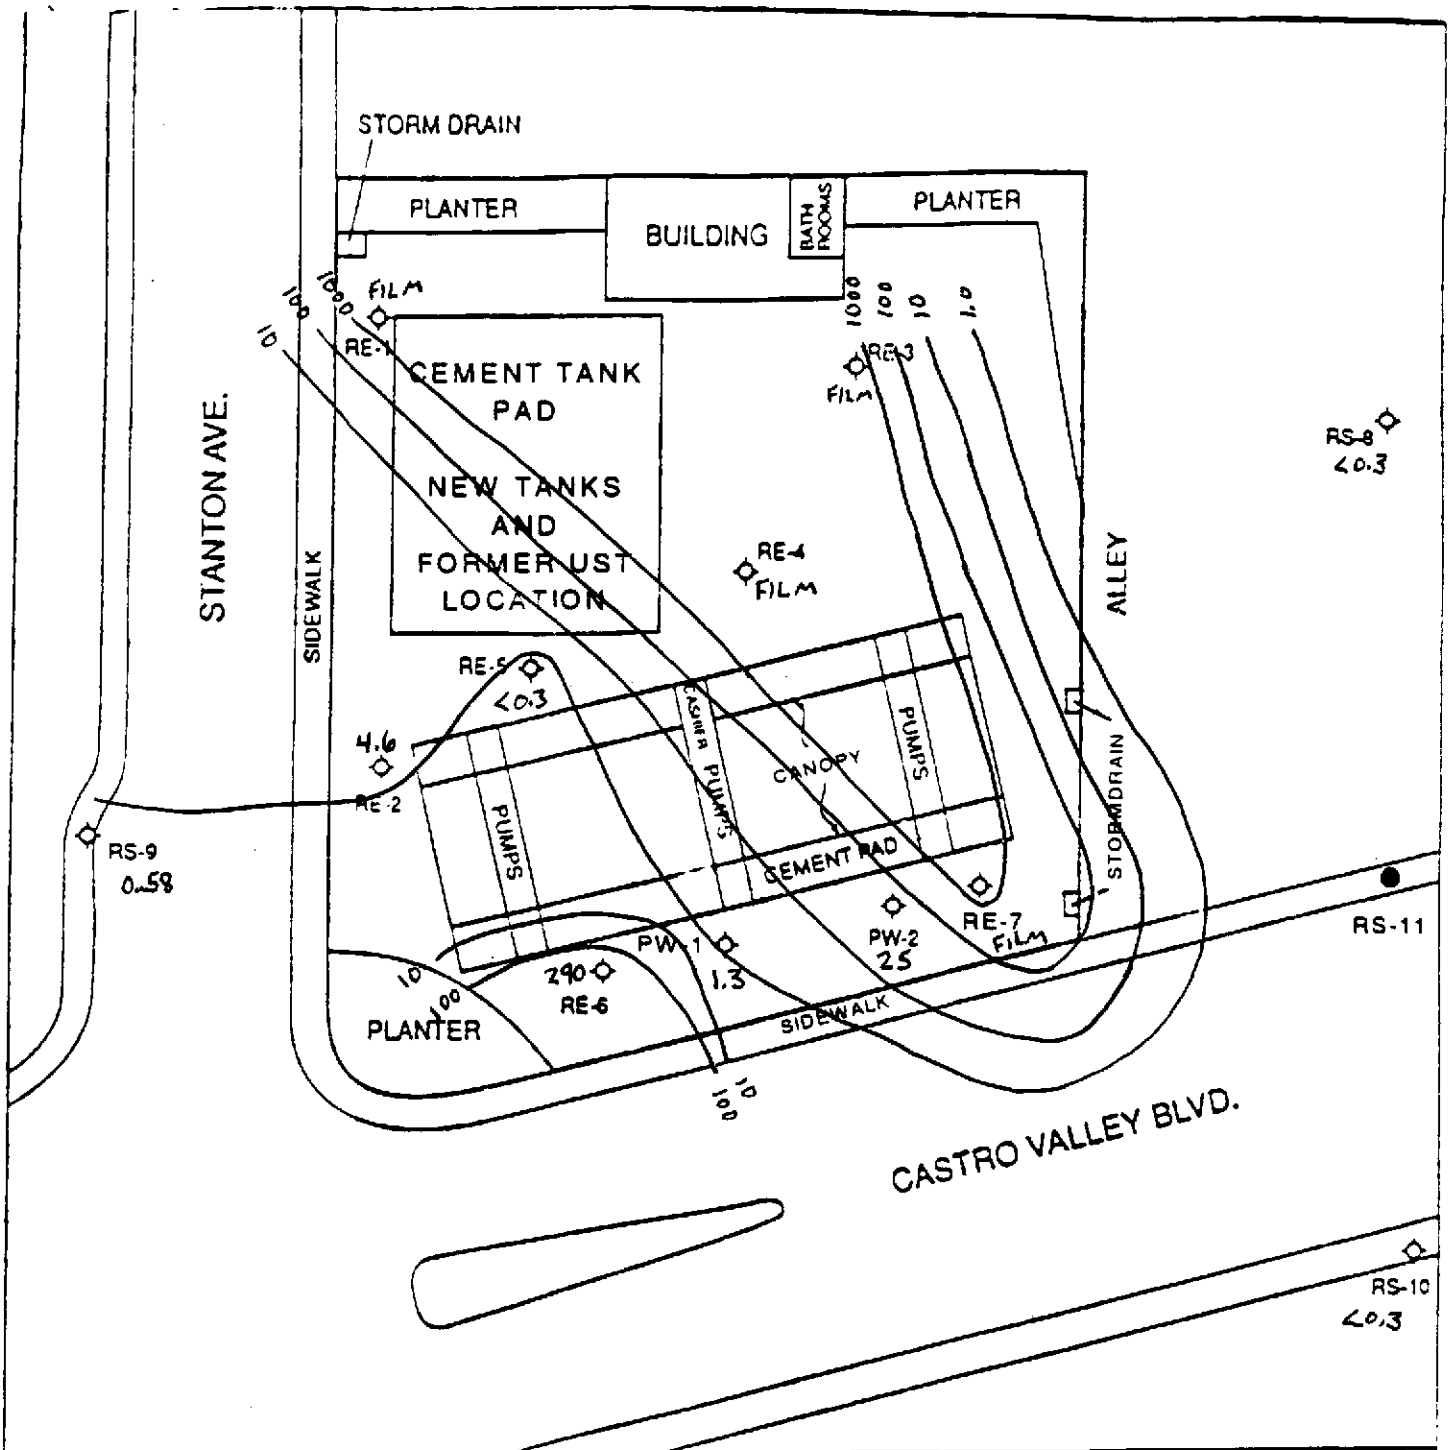 STORM DRAIN
PLANTER
BUILDING
BATH
ROOMS
PLANTER
10
100
1000
FILM
RE-1
CEMENT TANK
PAD
NEW TANKS
AND
FORMER UST
LOCATION
1000
100
10
1.0
RE-3
FILM
RS-8
<0.3
STANTON AVE.
SIDEWALK
RE-4
FILM
ALLEY
RE-5
<0.3
4.6
RE-2
CASHIER
PUMPS
PUMPS
CANOPY
PUMPS
CEMENT PAD
STORMDRAIN
RS-9
0.58
RS-11
10
100
PLANTER
290
RE-6
PW-1
1.3
PW-2
25
RE-7
FILM
SIDEWALK
10
100
CASTRO VALLEY BLVD.
RS-10
<0.3